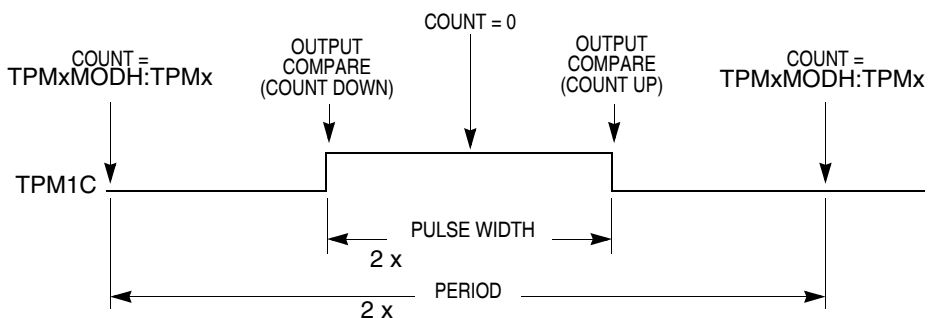 COUNT = 0
COUNT =
TPMxMODH:TPMx
OUTPUT
COMPARE
(COUNT DOWN)
OUTPUT
COMPARE
(COUNT UP)
COUNT =
TPMxMODH:TPMx
TPM1C
PULSE WIDTH
2 x
PERIOD
2 x